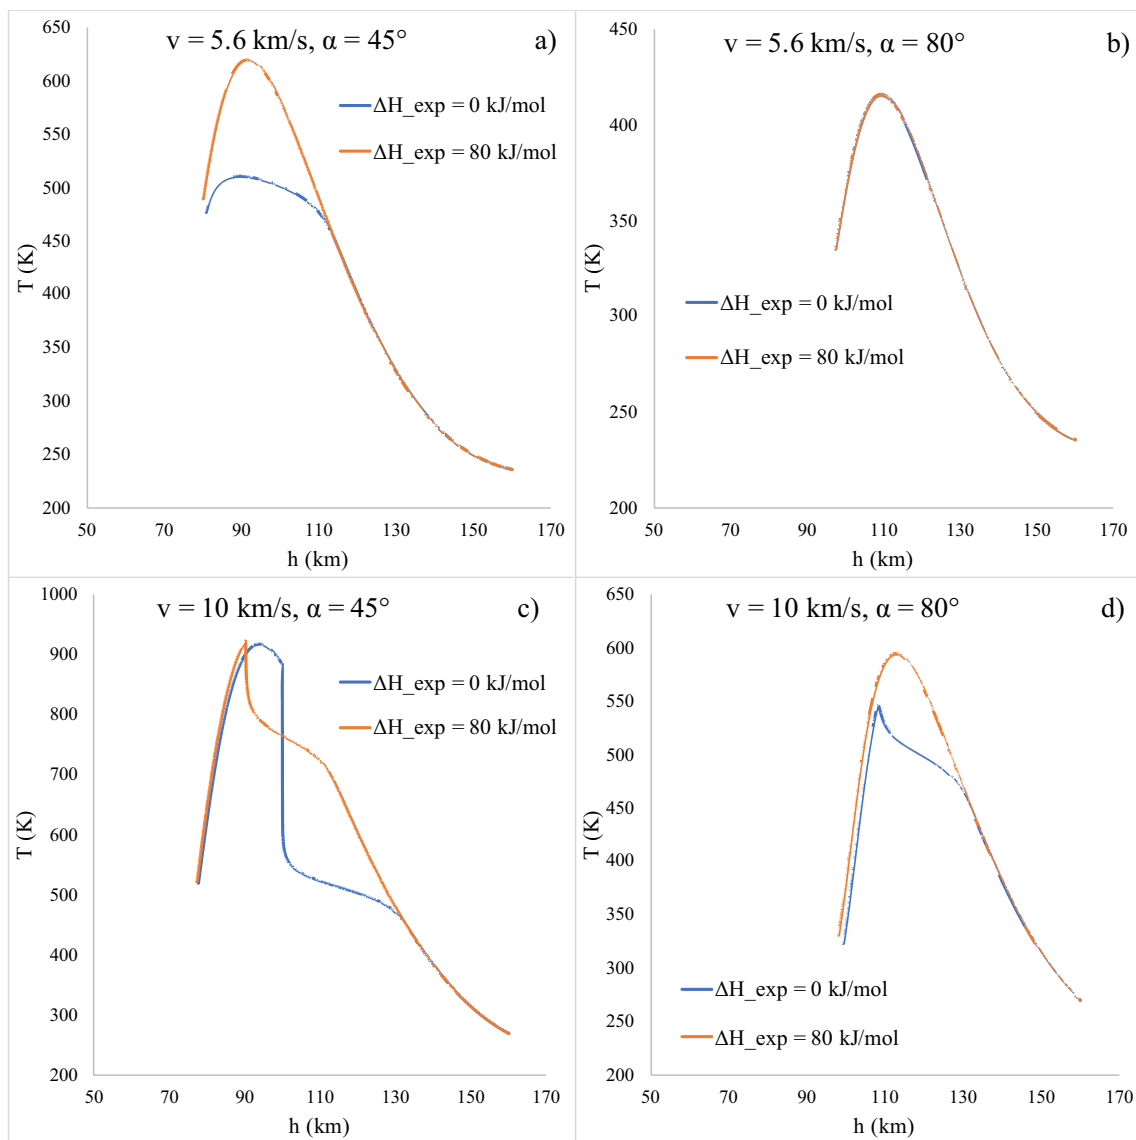 v = 5.6 km/s, α = 45°
a)
ΔH_exp = 0 kJ/mol
ΔH_exp = 80 kJ/mol
T (K)
650
600
550
500
450
400
350
300
250
200
50
70
90
110
130
150
170
h (km)
v = 5.6 km/s, α = 80°
b)
ΔH_exp = 0 kJ/mol
ΔH_exp = 80 kJ/mol
T (K)
450
400
350
300
250
200
50
70
90
110
130
150
170
h (km)
v = 10 km/s, α = 45°
c)
ΔH_exp = 0 kJ/mol
ΔH_exp = 80 kJ/mol
T (K)
1000
900
800
700
600
500
400
300
200
50
70
90
110
130
150
170
h (km)
v = 10 km/s, α = 80°
d)
ΔH_exp = 0 kJ/mol
ΔH_exp = 80 kJ/mol
T (K)
650
600
550
500
450
400
350
300
250
200
50
70
90
110
130
150
170
h (km)